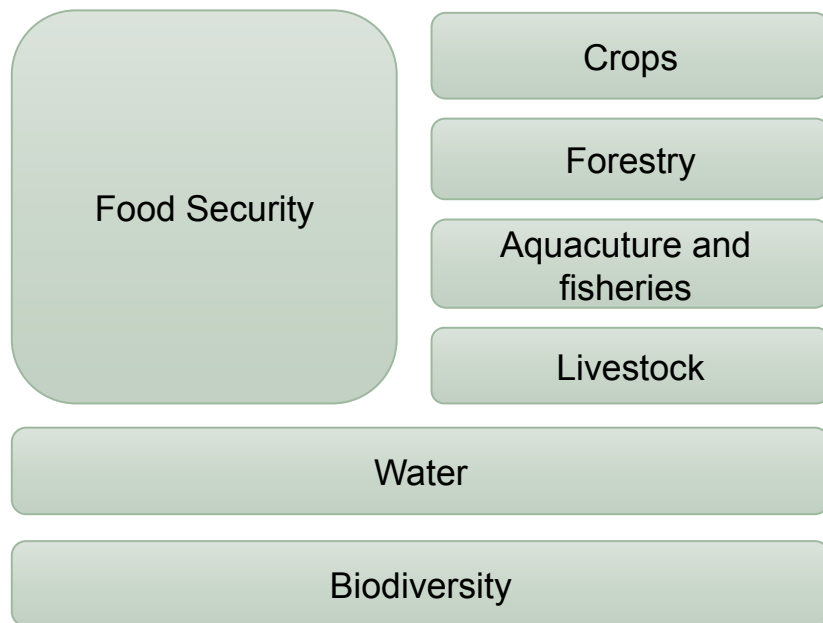 Food Security
Crops
Forestry
Aquacuture and
fisheries
Livestock
Water
Biodiversity